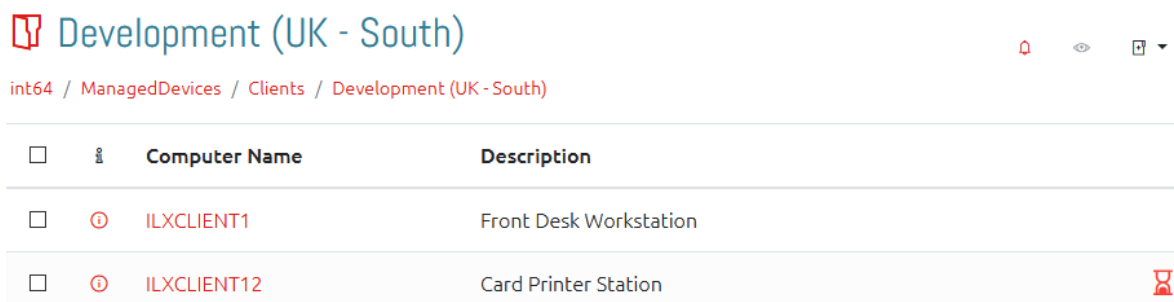 Development (UK - South)
int64 / ManagedDevices / Clients / Development (UK - South)
Computer Name Description
ILXCLIENT1 Front Desk Workstation
ILXCLIENT12 Card Printer Station